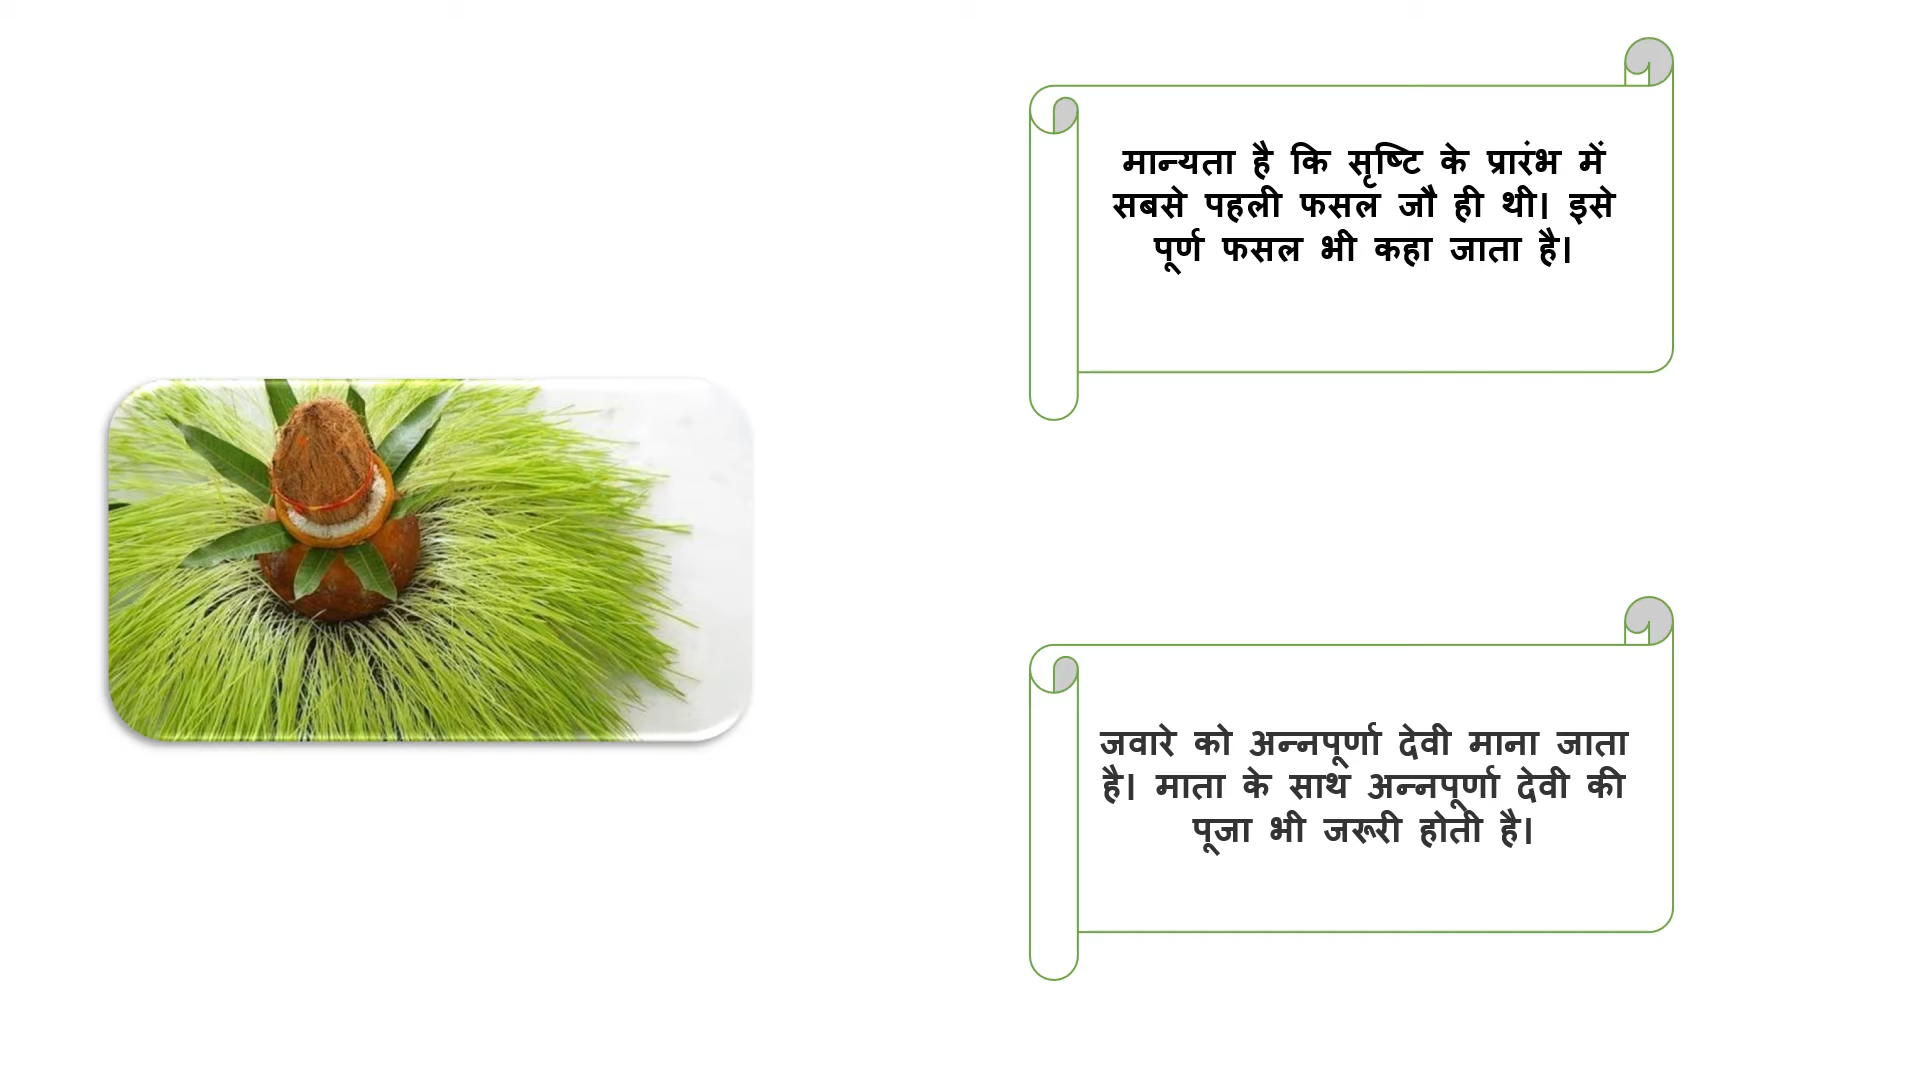 मान्यता है कि सृष्टि के प्रारंभ में
सबसे पहली फसल जौ ही थी। इसे
पूर्ण फसल भी कहा जाता है।
जवारे को अन्नपूर्णा देवी माना जाता
है। माता के साथ अन्नपूर्णा देवी की
पूजा भी जरूरी होती है।